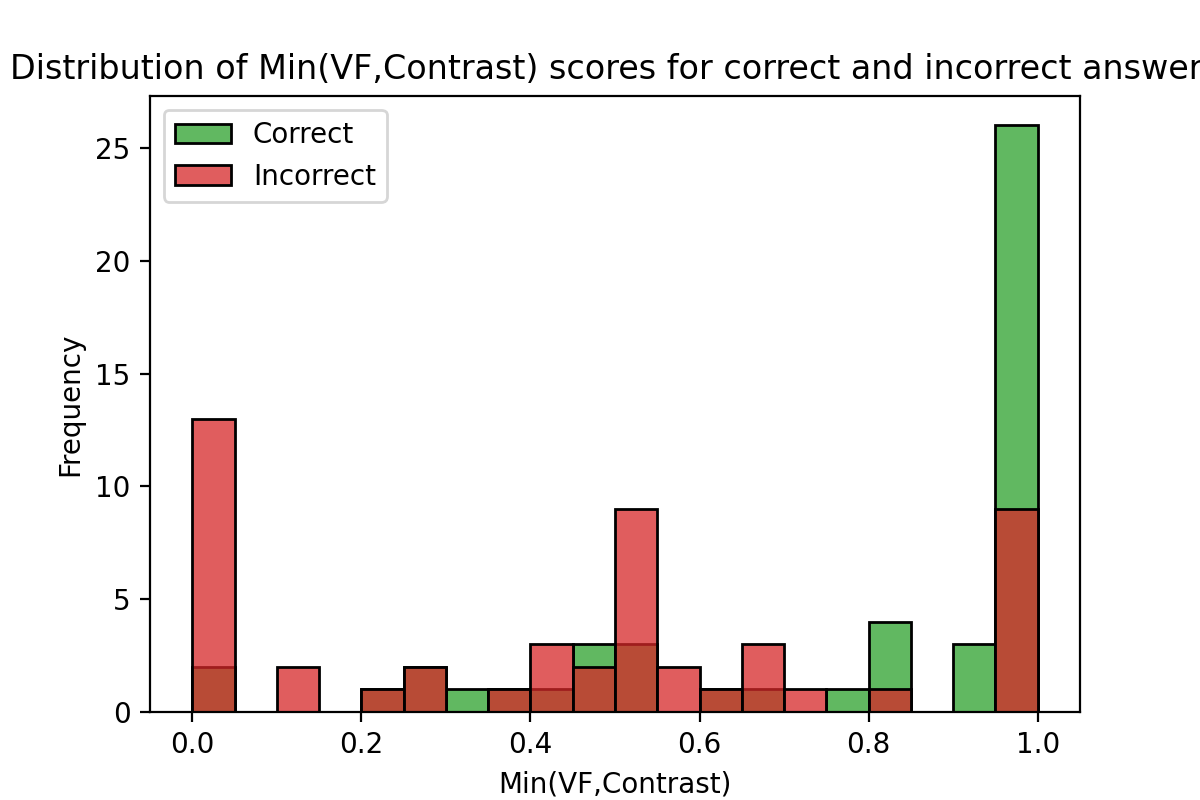 Distribution of Min(VF,Contrast) scores for correct and incorrect answer
Correct
Incorrect
25
20
15
10
5
0
Frequency
0.0 0.2 0.4 0.6 0.8 1.0
Min(VF,Contrast)